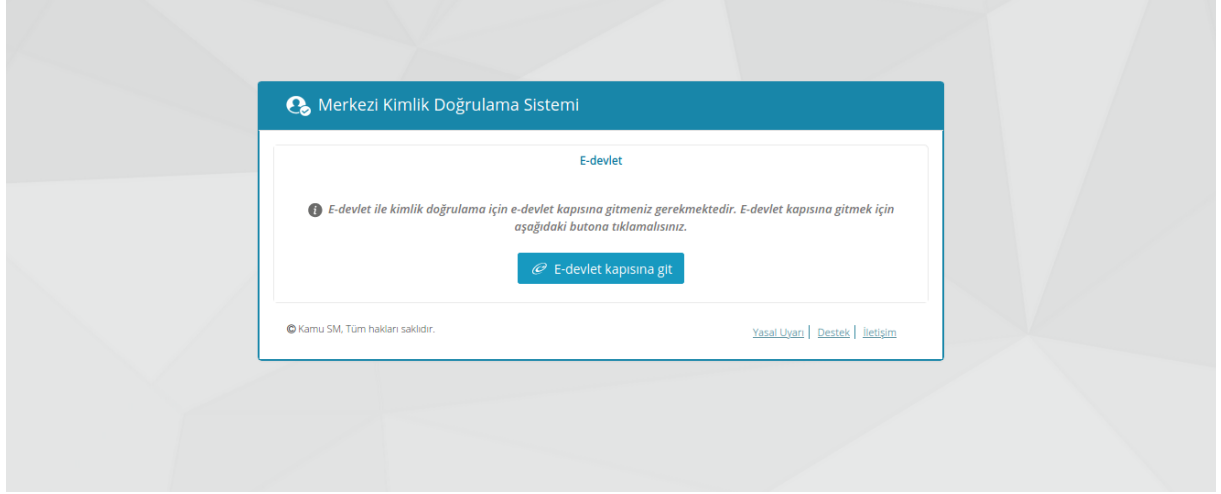 Merkezi Kimlik Doğrulama Sistemi
E-devlet
E-devlet ile kimlik doğrulama için e-devlet kapısına gitmeniz gerekmektedir. E-devlet kapısına gitmek için
aşağıdaki butona tıklamalısınız.
E-devlet kapısına git
© Kamu SM, Tüm hakları saklıdır.
Yasal Uyarı | Destek | İletişim